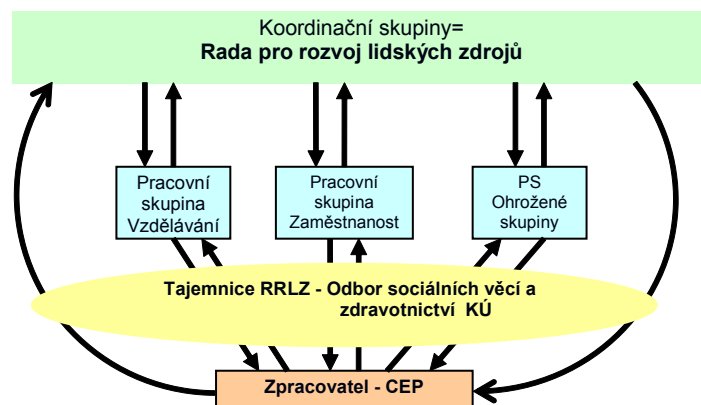 Koordinační skupiny=
Rada pro rozvoj lidských zdrojů
Pracovní
skupina
Vzdělávání
Pracovní
skupina
Zaměstnanost
PS
Ohrožené
skupiny
Tajemnice RRLZ - Odbor sociálních věcí a
zdravotnictví KÚ
Zpracovatel - CEP